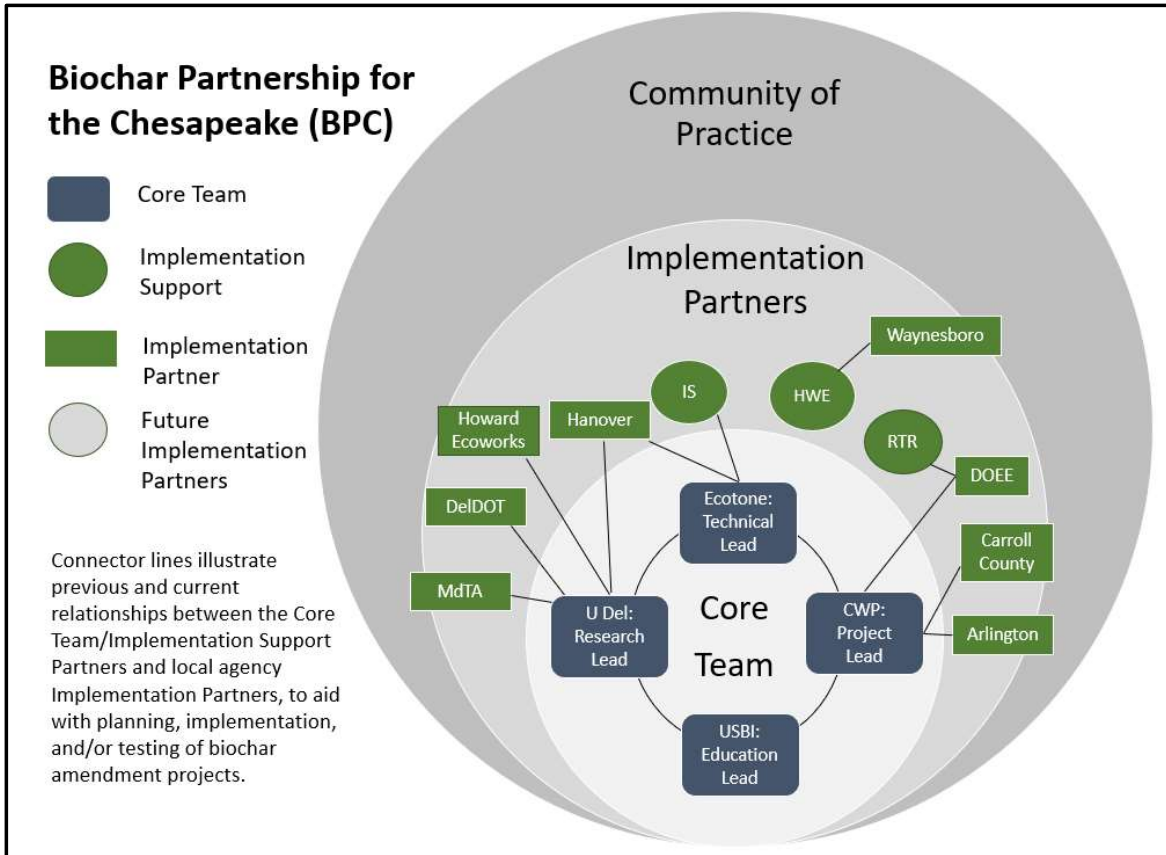 Biochar Partnership for
the Chesapeake (BPC)
Core Team
Implementation
Support
Implementation
Partner
Future
Implementation
Partners
Connector lines illustrate
previous and current
relationships between the Core
Team/Implementation Support
Partners and local agency
Implementation Partners, to aid
with planning, implementation,
and/or testing of biochar
amendment projects.
Community of
Practice
Implementation
Partners
Waynesboro
IS
HWE
Howard
Ecoworks
Hanover
RTR
DOEE
DelDOT
Ecotone:
Technical
Lead
Carroll
County
MdTA
U Del:
Research
Lead
Core
Team
CWP:
Project
Lead
Arlington
USBI:
Education
Lead